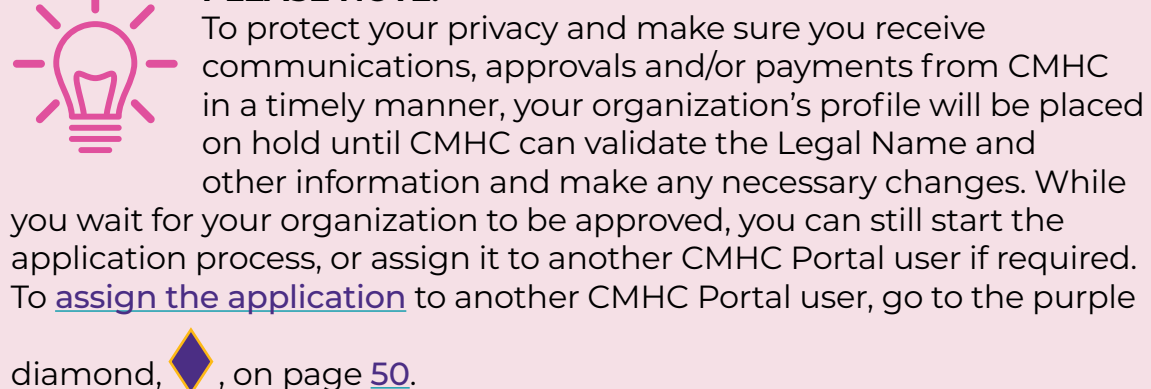 PLEASE NOTE:
To protect your privacy and make sure you receive
communications, approvals and/or payments from CMHC
in a timely manner, your organization’s profile will be placed
on hold until CMHC can validate the Legal Name and
other information and make any necessary changes. While
you wait for your organization to be approved, you can still start the
application process, or assign it to another CMHC Portal user if required.
To assign the application to another CMHC Portal user, go to the purple
diamond, , on page 50.